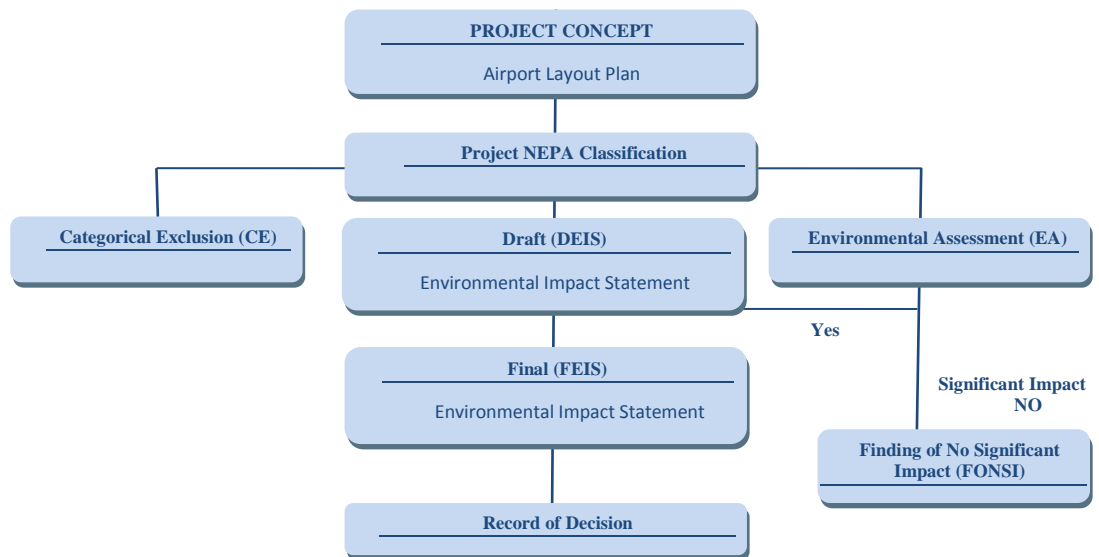 PROJECT CONCEPT
Airport Layout Plan
Project NEPA Classification
Categorical Exclusion (CE)
Draft (DEIS)
Environmental Impact Statement
Environmental Assessment (EA)
Yes
Final (FEIS)
Environmental Impact Statement
Significant Impact
NO
Finding of No Significant
Impact (FONSI)
Record of Decision